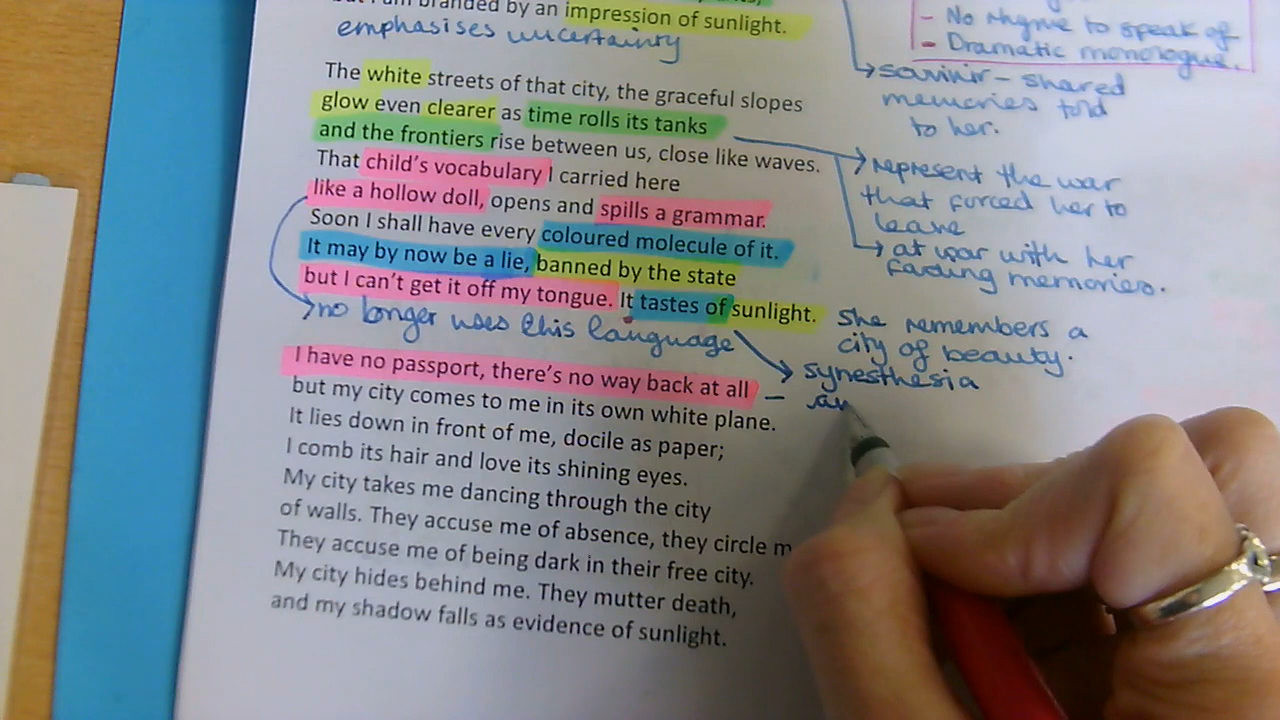 branded by an impression of sunlight.
emphasises uncertainty
- No rhyme to speak of
- Dramatic monologue.
The white streets of that city, the graceful slopes
glow even clearer as time rolls its tanks
and the frontiers rise between us, close like waves.
That child's vocabulary I carried here
like a hollow doll, opens and spills a grammar.
Soon I shall have every coloured molecule of it.
It may by now be a lie, banned by the state
but I can't get it off my tongue. It tastes of sunlight.
no longer uses this language
I have no passport, there's no way back at all
but my city comes to me in its own white plane.
It lies down in front of me, docile as paper;
I comb its hair and love its shining eyes.
My city takes me dancing through the city
of walls. They accuse me of absence, they circle m
They accuse me of being dark in their free city.
My city hides behind me. They mutter death,
and my shadow falls as evidence of sunlight.
- shared
memories told
to her.
represent the war
that forced her to
leave
at war with her
fading memories.
she remembers a
city of beauty.
synesthesia
-